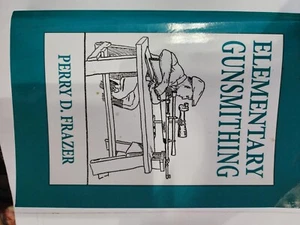 ELEMENTARY
GUNSMITHING
PERRY D. FRAZER